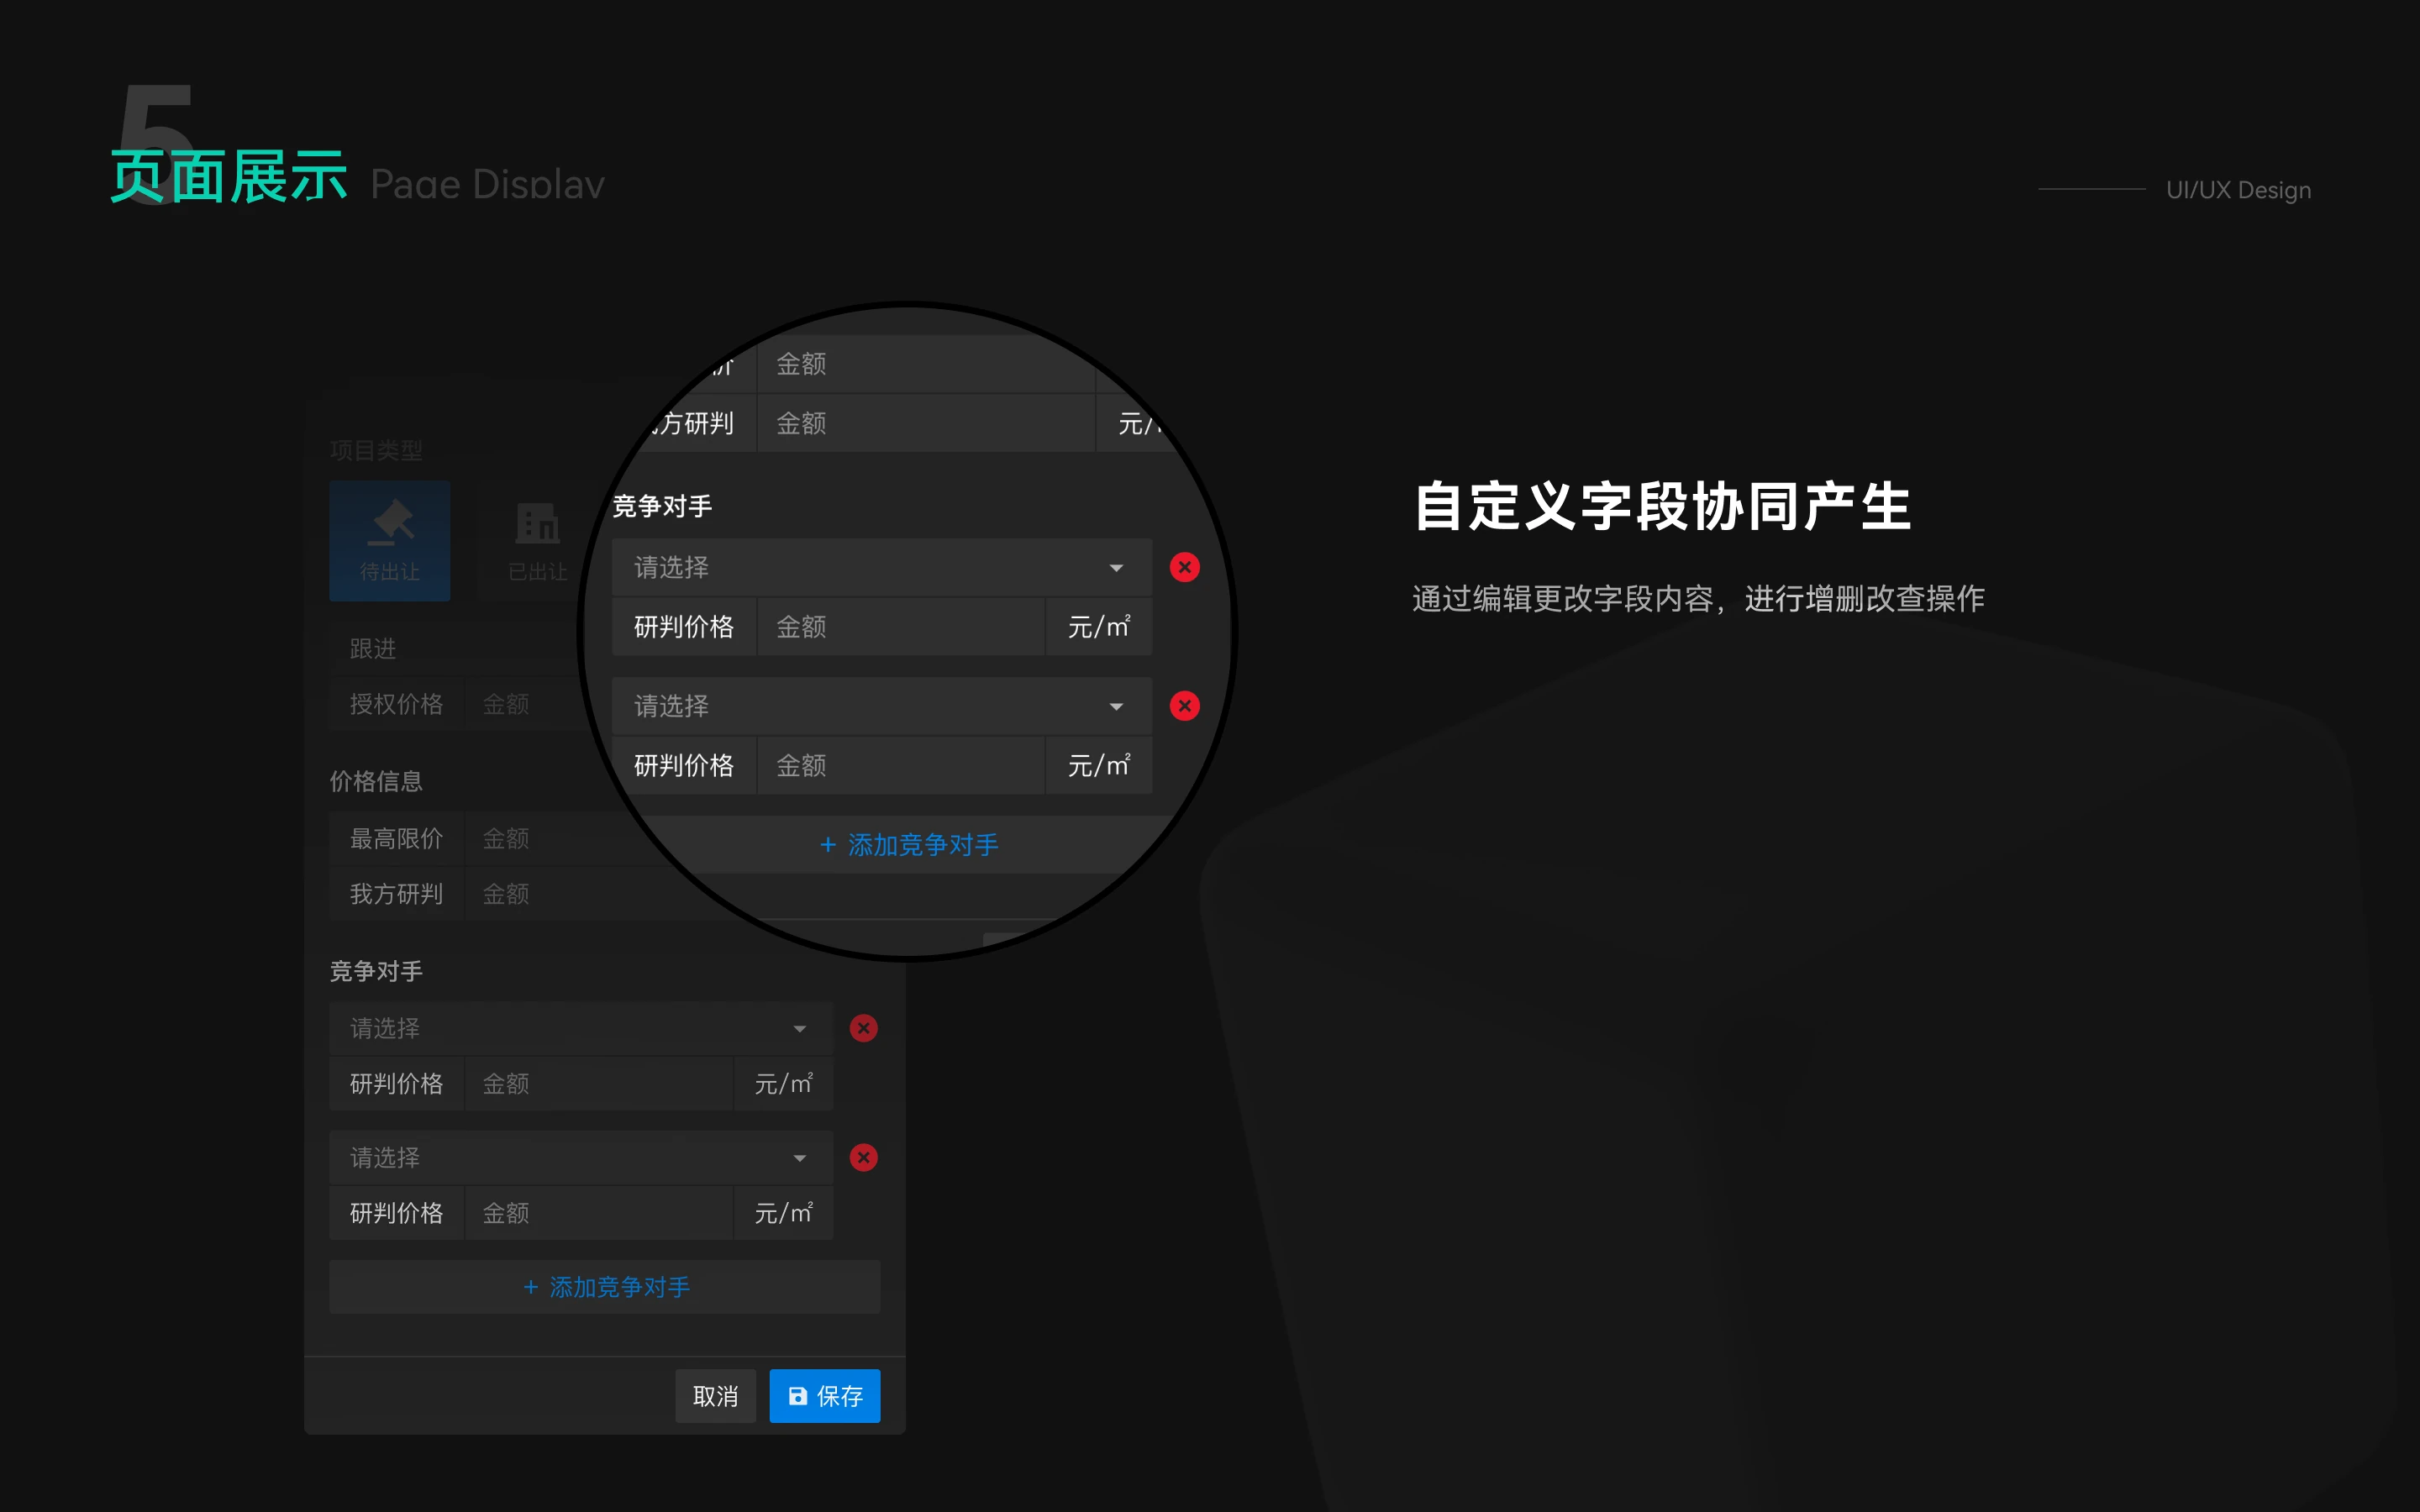 5
页面展示 Page Display
UI/UX Design
项目类型
待出让
已出让
跟进
授权价格 金额
价格信息
最高限价 金额
我方研判 金额
竞争对手
请选择
研判价格 金额 元/㎡
请选择
研判价格 金额 元/㎡
+ 添加竞争对手
取消 保存
金额
方研判 金额 元/
竞争对手
请选择
研判价格 金额 元/㎡
请选择
研判价格 金额 元/㎡
+ 添加竞争对手
自定义字段协同产生
通过编辑更改字段内容，进行增删改查操作